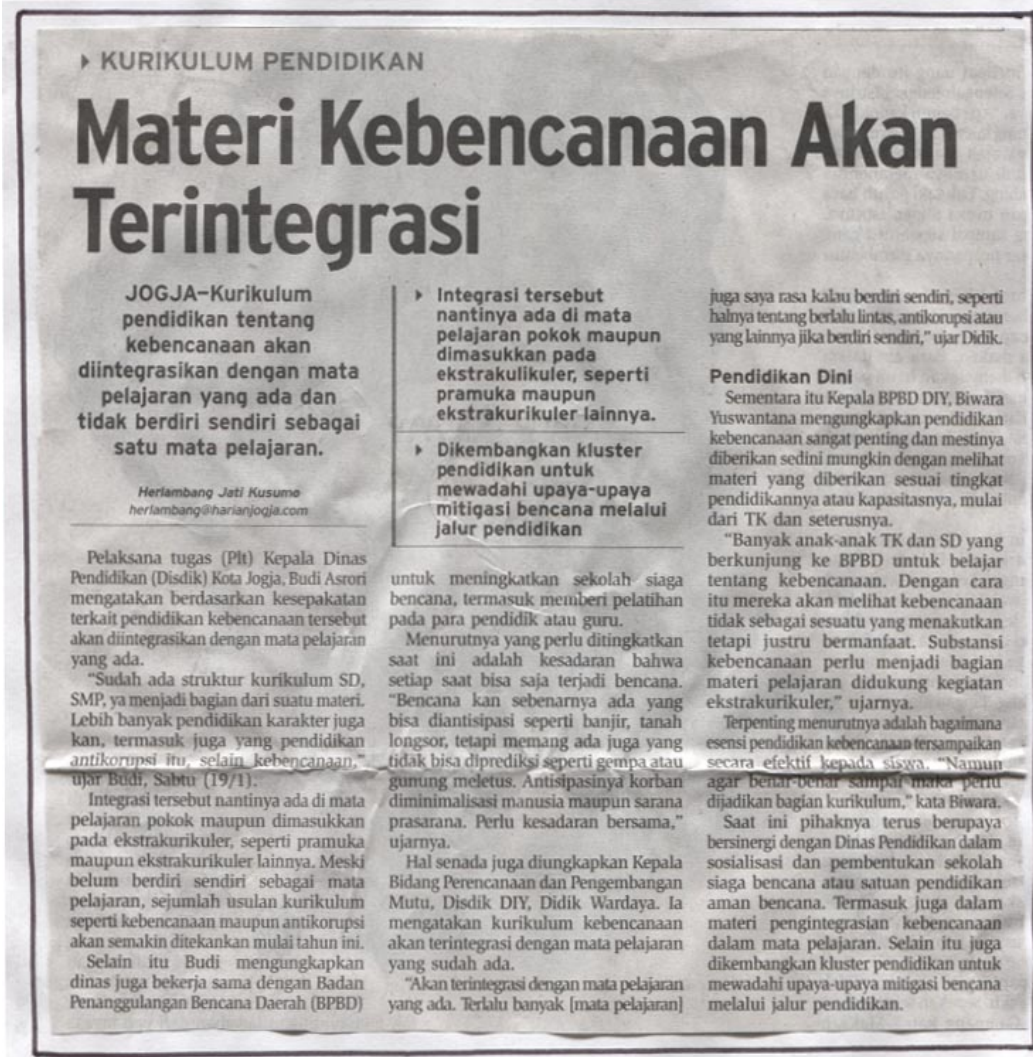 KURIKULUM PENDIDIKAN
Materi Kebencanaan Akan
Terintegrasi
JOGJA—Kurikulum
pendidikan tentang
kebencanaan akan
diintegrasikan dengan mata
pelajaran yang ada dan
tidak berdiri sendiri sebagai
satu mata pelajaran.
Herlambang Jati Kusumo
herlambang@harianjogja.com
Pelaksana tugas (Plt) Kepala Dinas
Pendidikan (Disdik) Kota Jogja, Budi Asrori
mengatakan berdasarkan kesepakatan
terkait pendidikan kebencanaan tersebut
akan diintegrasikan dengan mata pelajaran
yang ada.
“Sudah ada struktur kurikulum SD,
SMP, ya menjadi bagian dari suatu materi.
Lebih banyak pendidikan karakter juga
kan, termasuk juga yang pendidikan
antikorupsi itu, selain kebencanaan,”
ujar Budi, Sabtu (19/1).
Integrasi tersebut nantinya ada di mata
pelajaran pokok maupun dimasukkan
pada ekstrakurikuler, seperti pramuka
maupun ekstrakurikuler lainnya. Meski
belum berdiri sendiri sebagai mata
pelajaran, sejumlah usulan kurikulum
seperti kebencanaan maupun antikorupsi
akan semakin ditekankan mulai tahun ini.
Selain itu Budi mengungkapkan
dinas juga bekerja sama dengan Badan
Penanggulangan Bencana Daerah (BPBD)
Integrasi tersebut
nantinya ada di mata
pelajaran pokok maupun
dimasukkan pada
ekstrakulikuler, seperti
pramuka maupun
ekstrakurikuler lainnya.
Dikembangkan kluster
pendidikan untuk
mewadahi upaya-upaya
mitigasi bencana melalui
jalur pendidikan
untuk meningkatkan sekolah siaga
bencana, termasuk memberi pelatihan
pada para pendidik atau guru.
Menurutnya yang perlu ditingkatkan
saat ini adalah kesadaran bahwa
setiap saat bisa saja terjadi bencana.
“Bencana kan sebenarnya ada yang
bisa diantisipasi seperti banjir, tanah
longsor, tetapi memang ada juga yang
tidak bisa diprediksi seperti gempa atau
gunung meletus. Antisipasinya korban
diminimalisasi manusia maupun sarana
prasarana. Perlu kesadaran bersama,”
ujarnya.
Hal senada juga diungkapkan Kepala
Bidang Perencanaan dan Pengembangan
Mutu, Disdik DIY, Didik Wardaya. Ia
mengatakan kurikulum kebencanaan
akan terintegrasi dengan mata pelajaran
yang sudah ada.
“Akan terintegrasi dengan mata pelajaran
yang ada. Terlalu banyak [mata pelajaran]
juga saya rasa kalau berdiri sendiri, seperti
halnya tentang berlalu lintas, antikorupsi atau
yang lainnya jika berdiri sendiri,” ujar Didik.
Pendidikan Dini
Sementara itu Kepala BPBD DIY, Biwara
Yuswantana mengungkapkan pendidikan
kebencanaan sangat penting dan mestinya
diberikan sedini mungkin dengan melihat
materi yang diberikan sesuai tingkat
pendidikannya atau kapasitasnya, mulai
dari TK dan seterusnya.
“Banyak anak-anak TK dan SD yang
berkunjung ke BPBD untuk belajar
tentang kebencanaan. Dengan cara
itu mereka akan melihat kebencanaan
tidak sebagai sesuatu yang menakutkan
tetapi justru bermanfaat. Substansi
kebencanaan perlu menjadi bagian
materi pelajaran didukung kegiatan
ekstrakurikuler,” ujarnya.
Terpenting menurutnya adalah bagaimana
esensi pendidikan kebencanaan tersampaikan
secara efektif kepada siswa. “Namun
agar benar-benar sampai maka perlu
dijadikan bagian kurikulum,” kata Biwara.
Saat ini pihaknya terus berupaya
bersinergi dengan Dinas Pendidikan dalam
sosialisasi dan pembentukan sekolah
siaga bencana atau satuan pendidikan
aman bencana. Termasuk juga dalam
materi pengintegrasian kebencanaan
dalam mata pelajaran. Selain itu juga
dikembangkan kluster pendidikan untuk
mewadahi upaya-upaya mitigasi bencana
melalui jalur pendidikan.